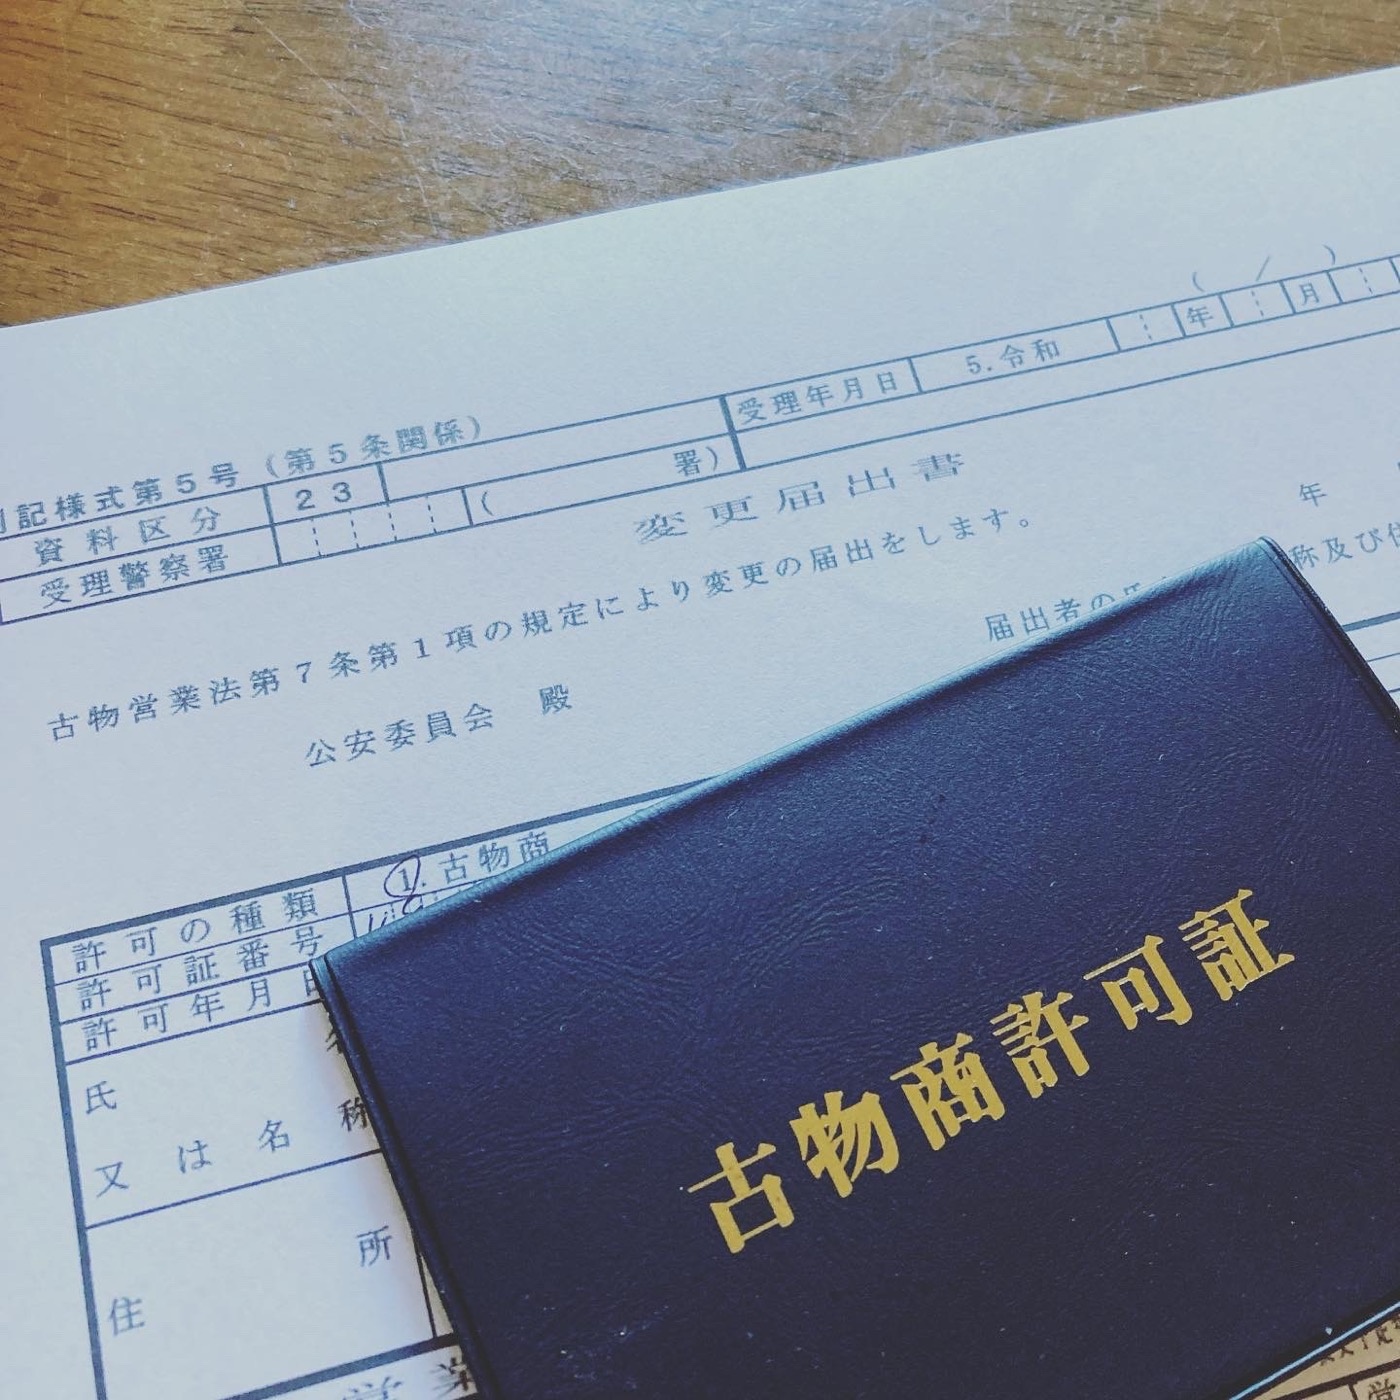 ( / )
記様式第5号(第5条関係)
資料区分 23
受理警察署 ( 署)
受理年月日 5.令和 年 月
変更届出書
古物営業法第7条第1項の規定により変更の届出をします。
年
公安委員会 殿
届出者の氏 称及び住
許可の種類 1.古物商
許可証番号
許可年月日
氏
又は名称
住所
営業
古物商許可証